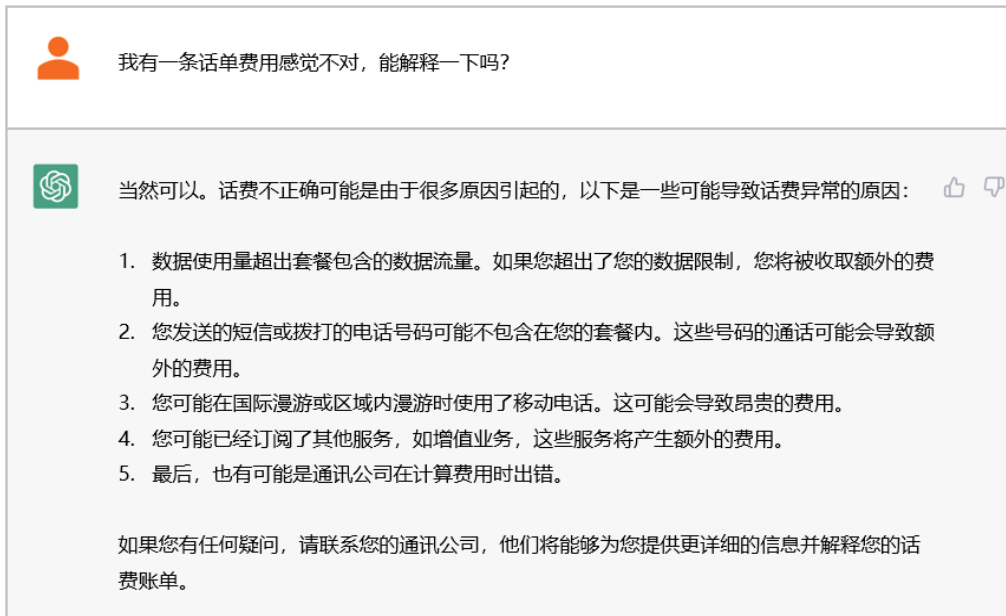 我有一条话单费用感觉不对，能解释一下吗？
当然可以。话费不正确可能是由于很多原因引起的，以下是一些可能导致话费异常的原因：
1. 数据使用量超出套餐包含的数据流量。如果您超出了您的数据限制，您将被收取额外的费
用。
2. 您发送的短信或拨打的电话号码可能不包含在您的套餐内。这些号码的通话可能会导致额
外的费用。
3. 您可能在国际漫游或区域内漫游时使用了移动电话。这可能会导致昂贵的费用。
4. 您可能已经订阅了其他服务，如增值业务，这些服务将产生额外的费用。
5. 最后，也有可能是通讯公司在计算费用时出错。
如果您有任何疑问，请联系您的通讯公司，他们将能够为您提供更详细的信息并解释您的话
费账单。